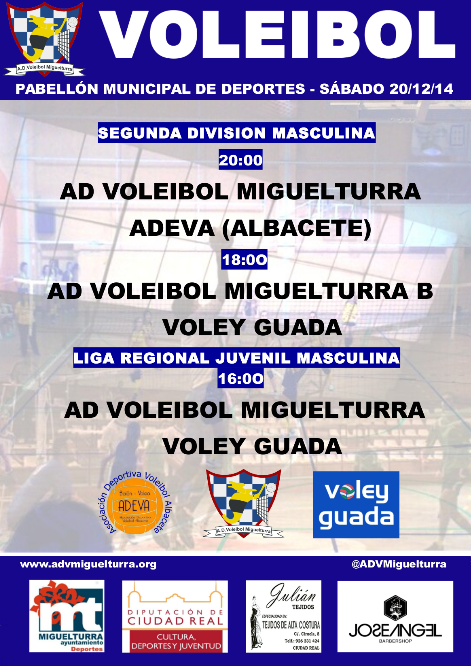 VOLEIBOL
A.D Voleibol Miguelturra
PABELLÓN MUNICIPAL DE DEPORTES - SÁBADO 20/12/14
SEGUNDA DIVISION MASCULINA
20:00
AD VOLEIBOL MIGUELTURRA
ADEVA (ALBACETE)
18:0O
AD VOLEIBOL MIGUELTURRA B
VOLEY GUADA
LIGA REGIONAL JUVENIL MASCULINA
16:0O
AD VOLEIBOL MIGUELTURRA
VOLEY GUADA
Asociación Deportiva Voleibol Albacete
ADEVA
A.D Voleibol Miguelturra
voley
guada
www.advmiguelturra.org
@ADVMiguelturra
mt
MIGUELTURRA
ayuntamiento
Deportes
DIPUTACIÓN DE
CIUDAD REAL
CULTURA,
DEPORTES Y JUVENTUD
Julián
TEJIDOS
TEJIDOS DE ALTA COSTURA
CIUDAD REAL
JOSEANGEL
BARBERSHOP